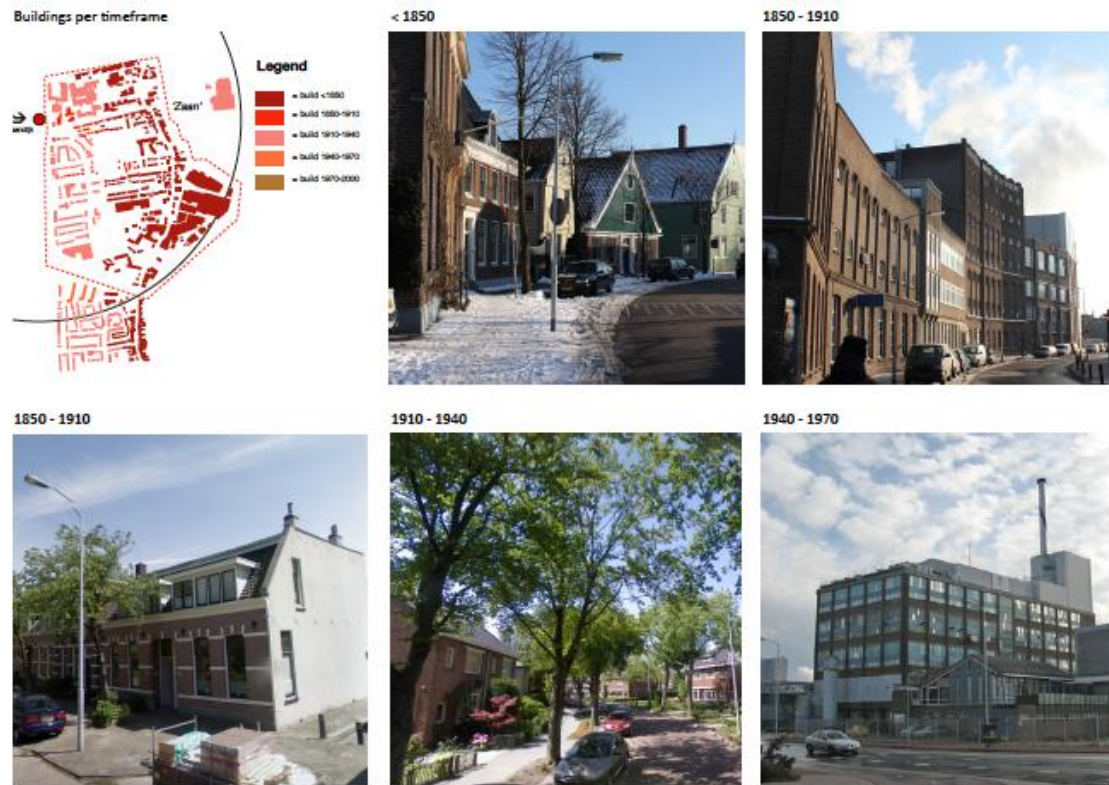 Buildings per timeframe
< 1850
1850 - 1910
Legend
= build <1850
= build 1850-1910
= build 1910-1940
= build 1940-1970
= build 1970-2000
'Zaan'
1850 - 1910
1910 - 1940
1940 - 1970